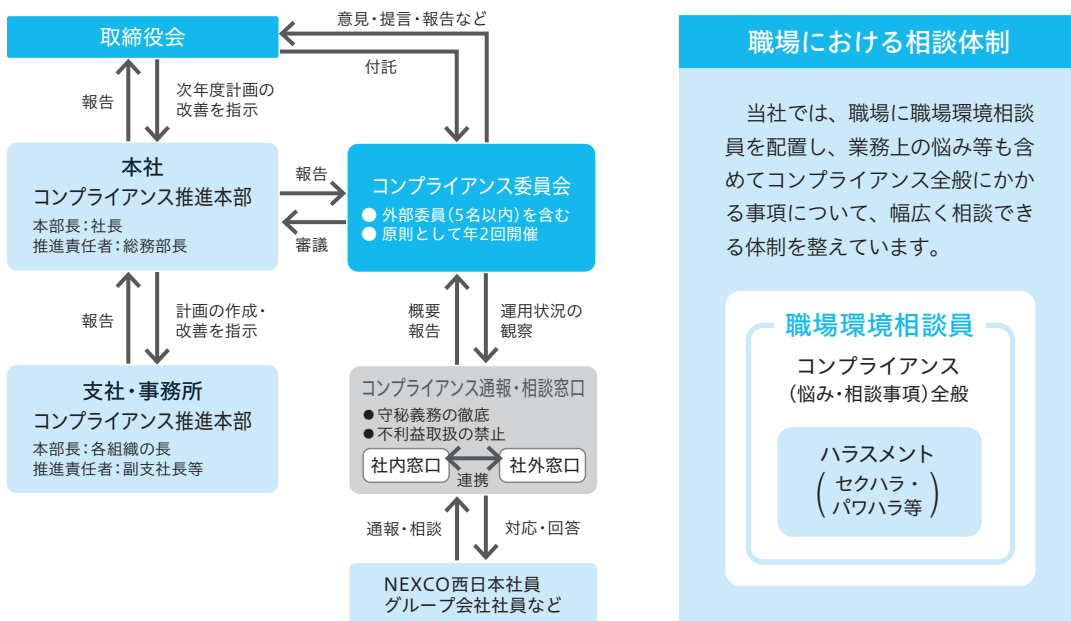 取締役会
意見・提言・報告など
付託
報告
次年度計画の
改善を指示
本社
コンプライアンス推進本部
本部長：社長
推進責任者：総務部長
報告
審議
コンプライアンス委員会
● 外部委員（5名以内）を含む
● 原則として年2回開催
報告
計画の作成・
改善を指示
概要
報告
運用状況の
観察
支社・事務所
コンプライアンス推進本部
本部長：各組織の長
推進責任者：副支社長等
コンプライアンス通報・相談窓口
●守秘義務の徹底
●不利益取扱の禁止
社内窓口
連携
社外窓口
通報・相談
対応・回答
NEXCO西日本社員
グループ会社社員など
職場における相談体制
当社では、職場に職場環境相談
員を配置し、業務上の悩み等も含
めてコンプライアンス全般にかか
る事項について、幅広く相談でき
る体制を整えています。
職場環境相談員
コンプライアンス
（悩み・相談事項）全般
ハラスメント
（セクハラ・
パワハラ等）